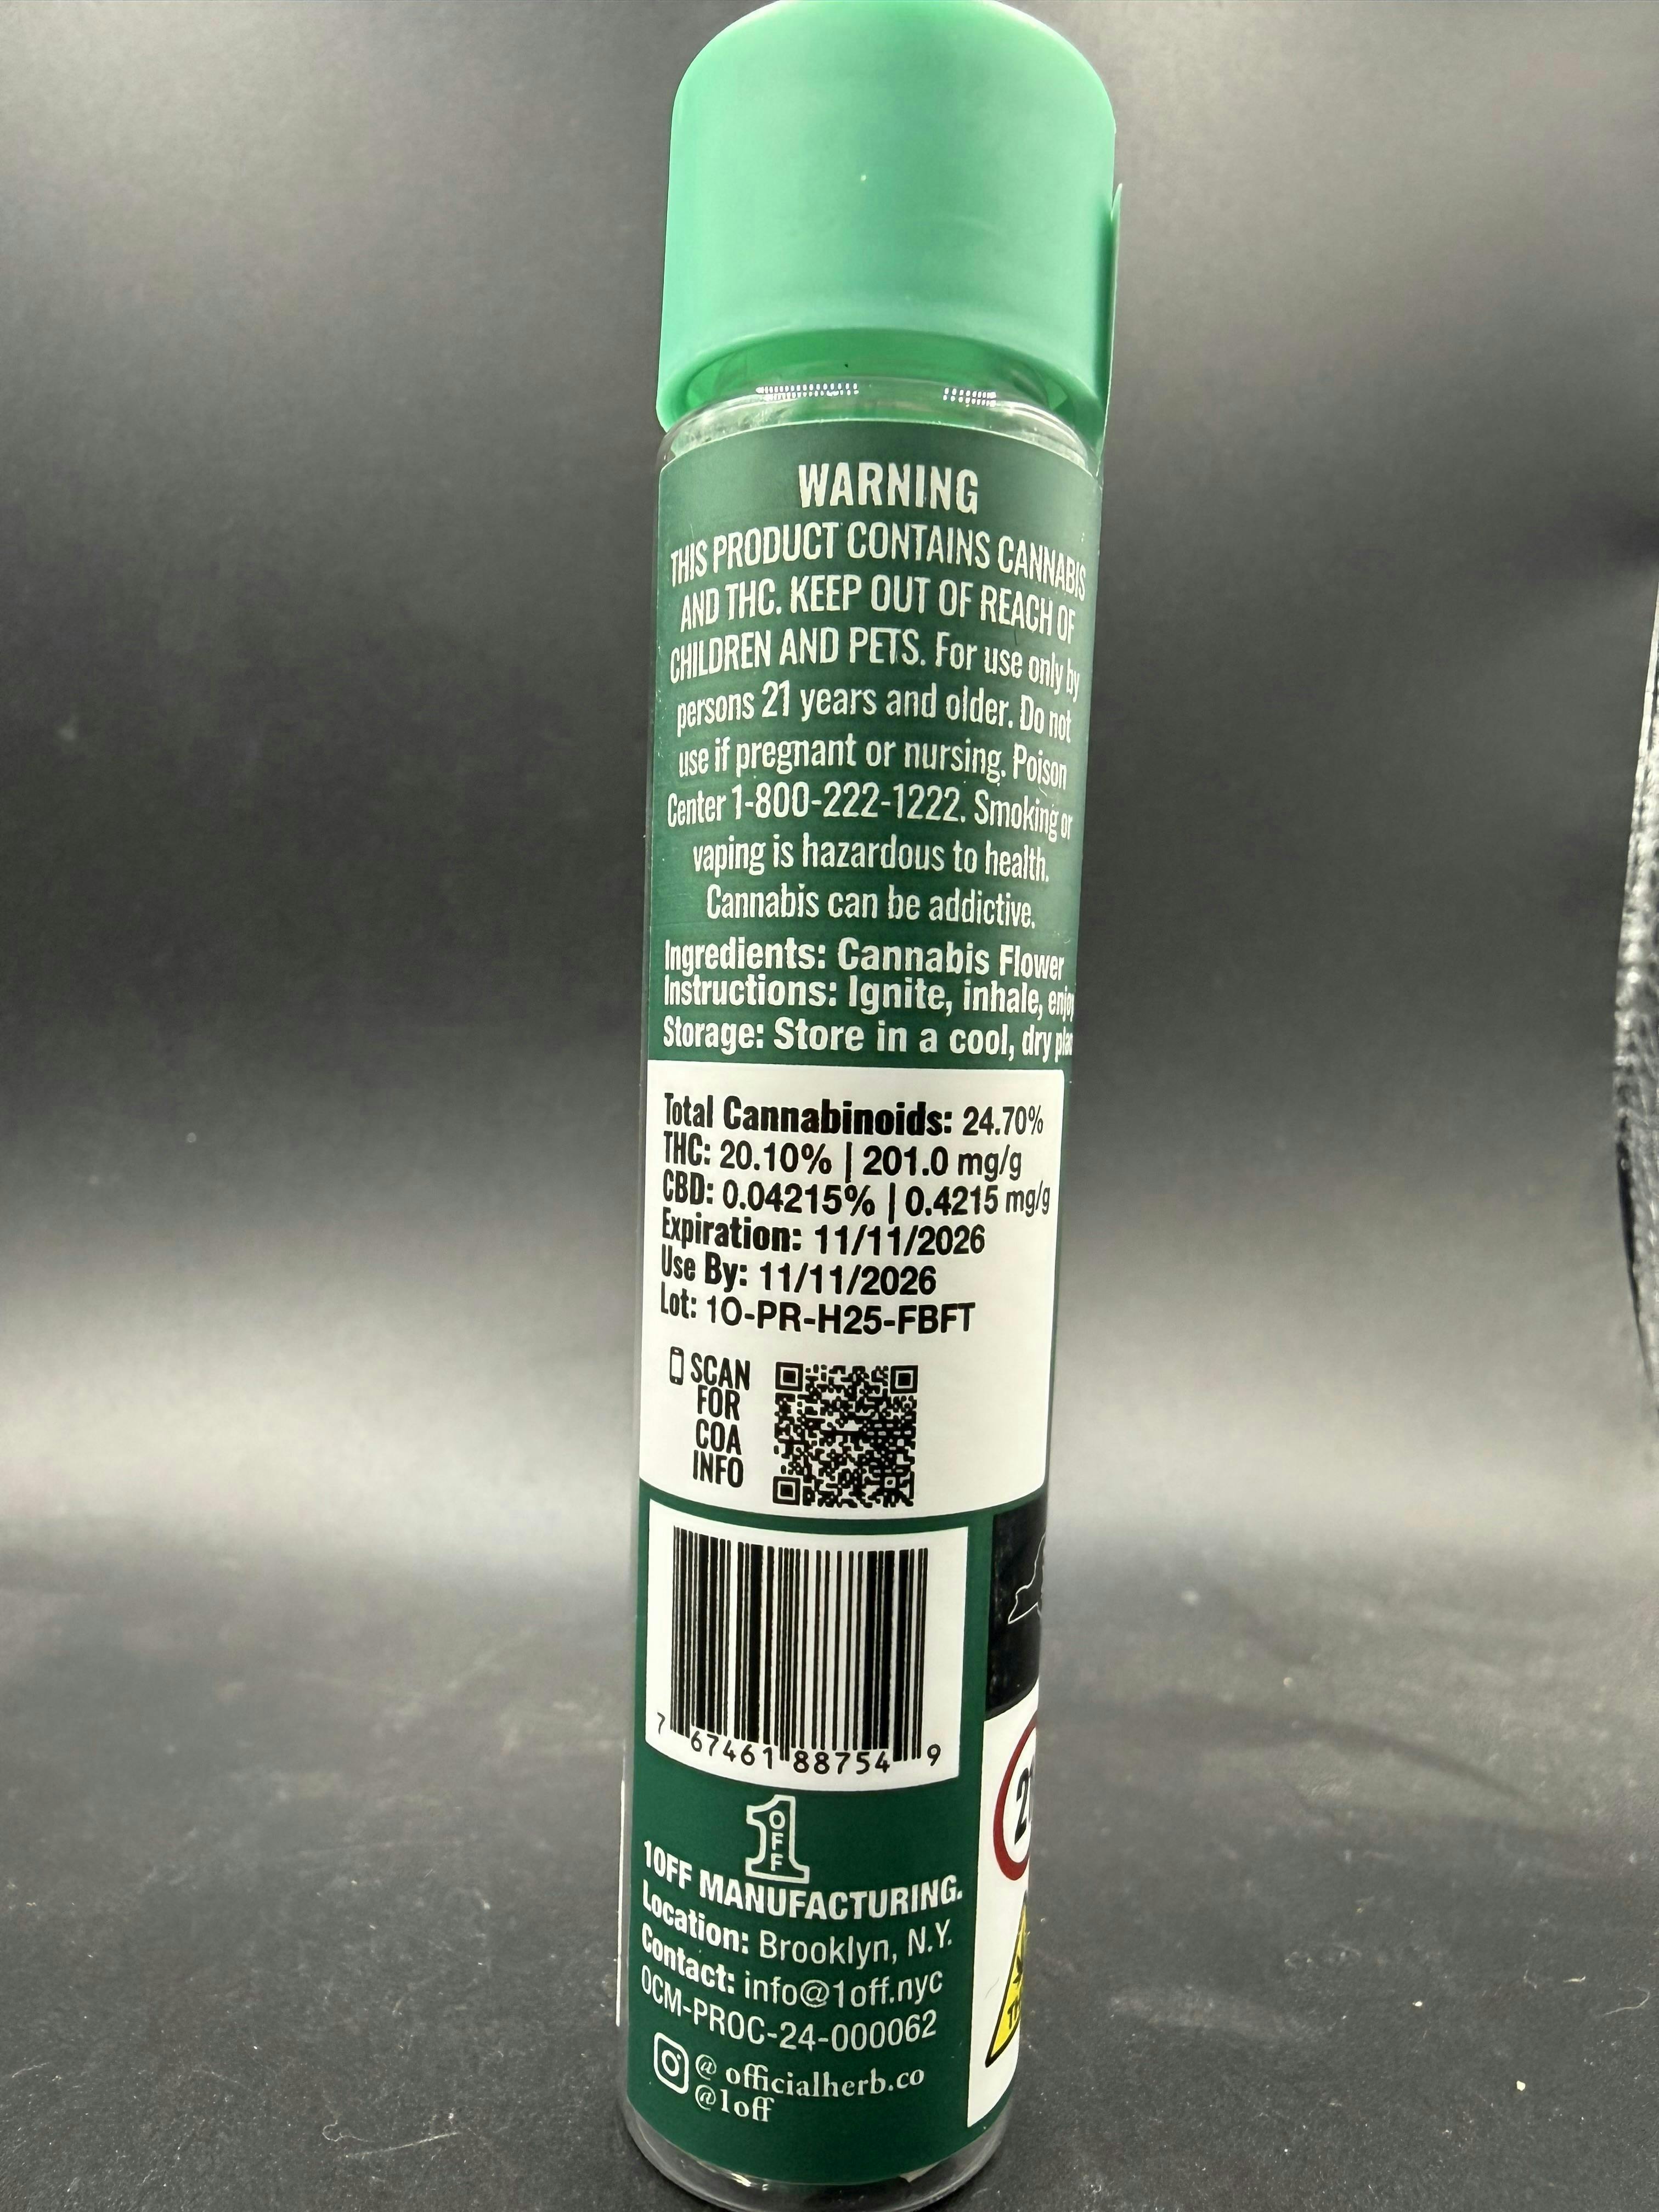 WARNING
THIS PRODUCT CONTAINS CANNABIS
AND THC. KEEP OUT OF REACH OF
CHILDREN AND PETS. For use only by
persons 21 years and older. Do not
use if pregnant or nursing. Poison
Center 1-800-222-1222. Smoking or
vaping is hazardous to health.
Cannabis can be addictive.
Ingredients: Cannabis Flower
Instructions: Ignite, inhale,
Storage: Store in a cool, dry
Total Cannabinoids: 24.70%
THC: 20.10% | 201.0 mg/g
CBD: 0.04215% | 0.4215 mg/g
Expiration: 11/11/2026
Use By: 11/11/2026
Lot: 1O-PR-H25-FBFT
SCAN
FOR
COA
INFO
7 67461 88754 9
1
OFF
1OFF MANUFACTURING.
Location: Brooklyn, N.Y.
Contact: info@1off.nyc
OCM-PROC-24-000062
@ officialherb.co
@1off